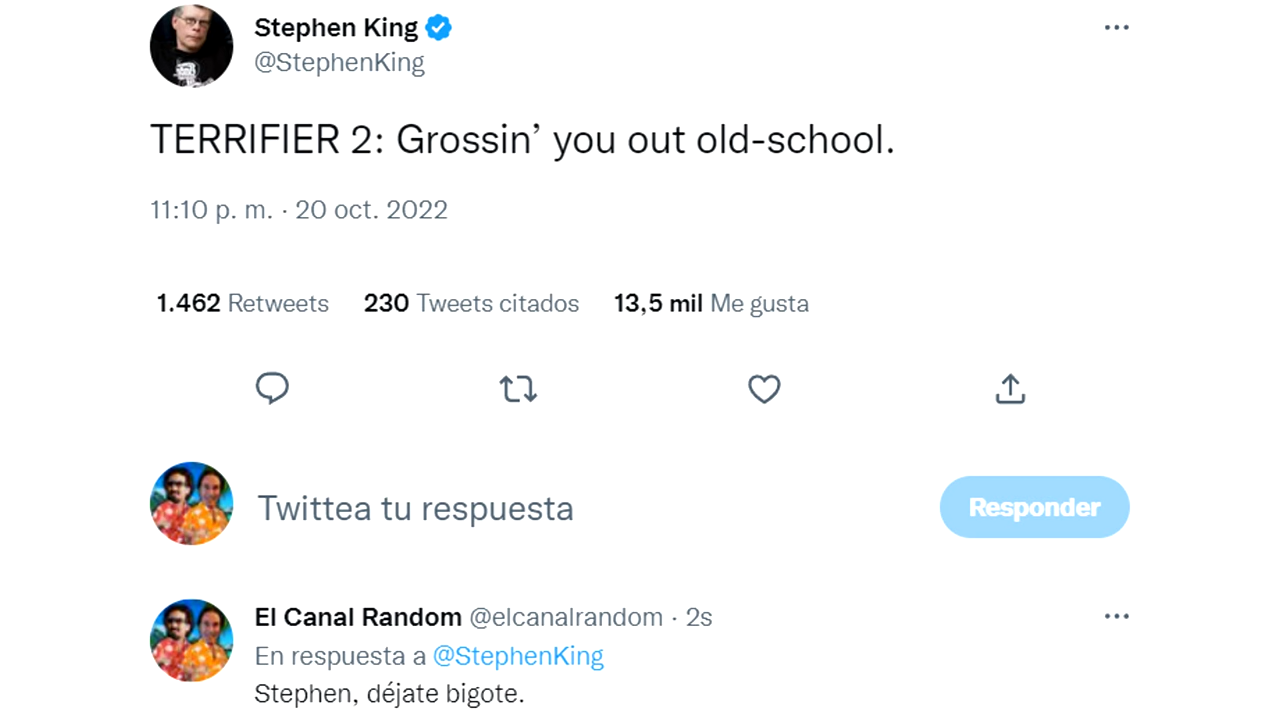 Stephen King
@StephenKing
TERRIFIER 2: Grossin’ you out old-school.
11:10 p. m. · 20 oct. 2022
1.462 Retweets 230 Tweets citados 13,5 mil Me gusta
Twittea tu respuesta
Responder
El Canal Random @elcanalrandom · 2s
En respuesta a @StephenKing
Stephen, déjate bigote.